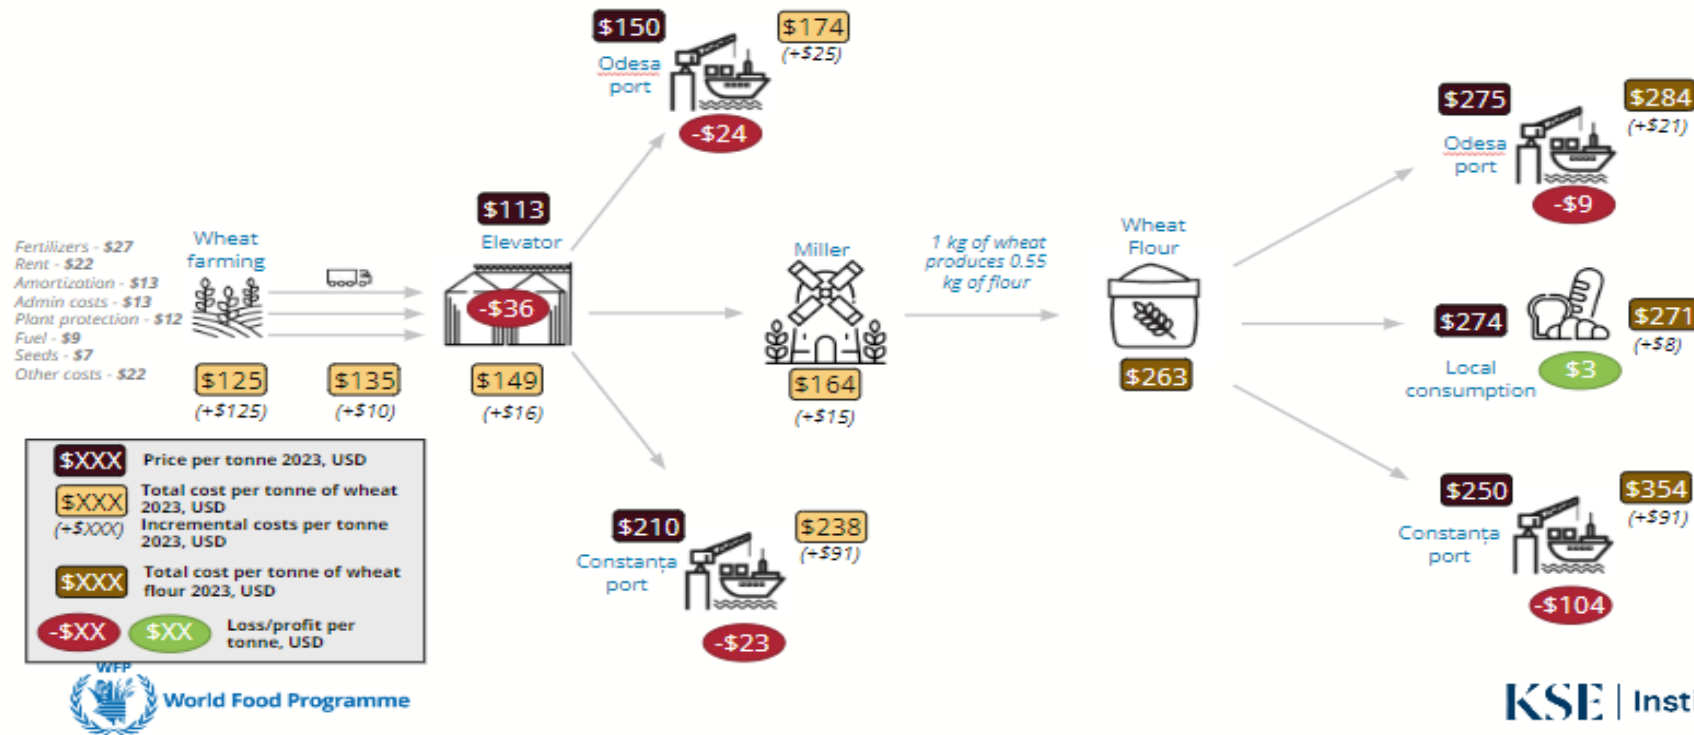 $150
$174
(+$25)
Odesa
port
-$24
$275
$284
(+$21)
Odesa
port
-$9
$113
Elevator
-$36
Fertilizers - $27
Rent - $22
Amortization - $13
Admin costs - $13
Plant protection - $12
Fuel - $9
Seeds - $7
Other costs - $22
Wheat
farming
Miller
1 kg of wheat
produces 0.55
kg of flour
Wheat
Flour
$125
(+$125)
$135
(+$10)
$149
(+$16)
$164
(+$15)
$263
$274
$271
(+$8)
Local
consumption
$3
$XXX Price per tonne 2023, USD
$XXX Total cost per tonne of wheat
2023, USD
(+$XXX) Incremental costs per tonne
2023, USD
$XXX Total cost per tonne of wheat
flour 2023, USD
-$XX $XX Loss/profit per
tonne, USD
$210
$238
(+$91)
Constanța
port
-$23
$250
$354
(+$91)
Constanța
port
-$104
WFP
World Food Programme
KSE | Insti